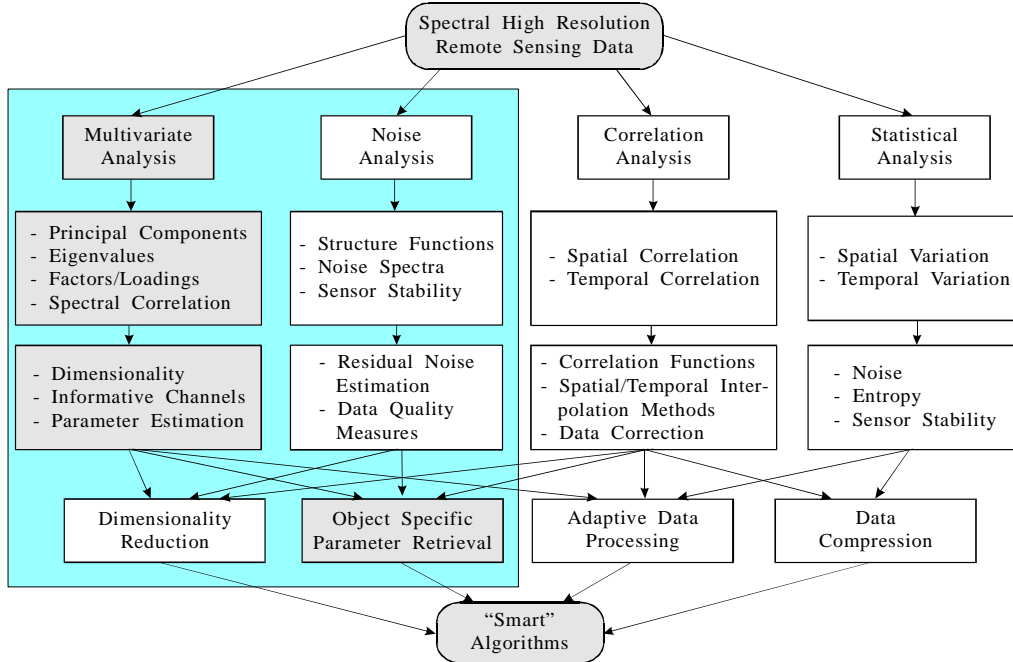 Spectral High Resolution
Remote Sensing Data
Multivariate
Analysis
Noise
Analysis
Correlation
Analysis
Statistical
Analysis
- Principal Components
- Eigenvalues
- Factors/Loadings
- Spectral Correlation
- Structure Functions
- Noise Spectra
- Sensor Stability
- Spatial Correlation
- Temporal Correlation
- Spatial Variation
- Temporal Variation
- Dimensionality
- Informative Channels
- Parameter Estimation
- Residual Noise
Estimation
- Data Quality
Measures
- Correlation Functions
- Spatial/Temporal Inter-
polation Methods
- Data Correction
- Noise
- Entropy
- Sensor Stability
Dimensionality
Reduction
Object Specific
Parameter Retrieval
Adaptive Data
Processing
Data
Compression
“Smart”
Algorithms